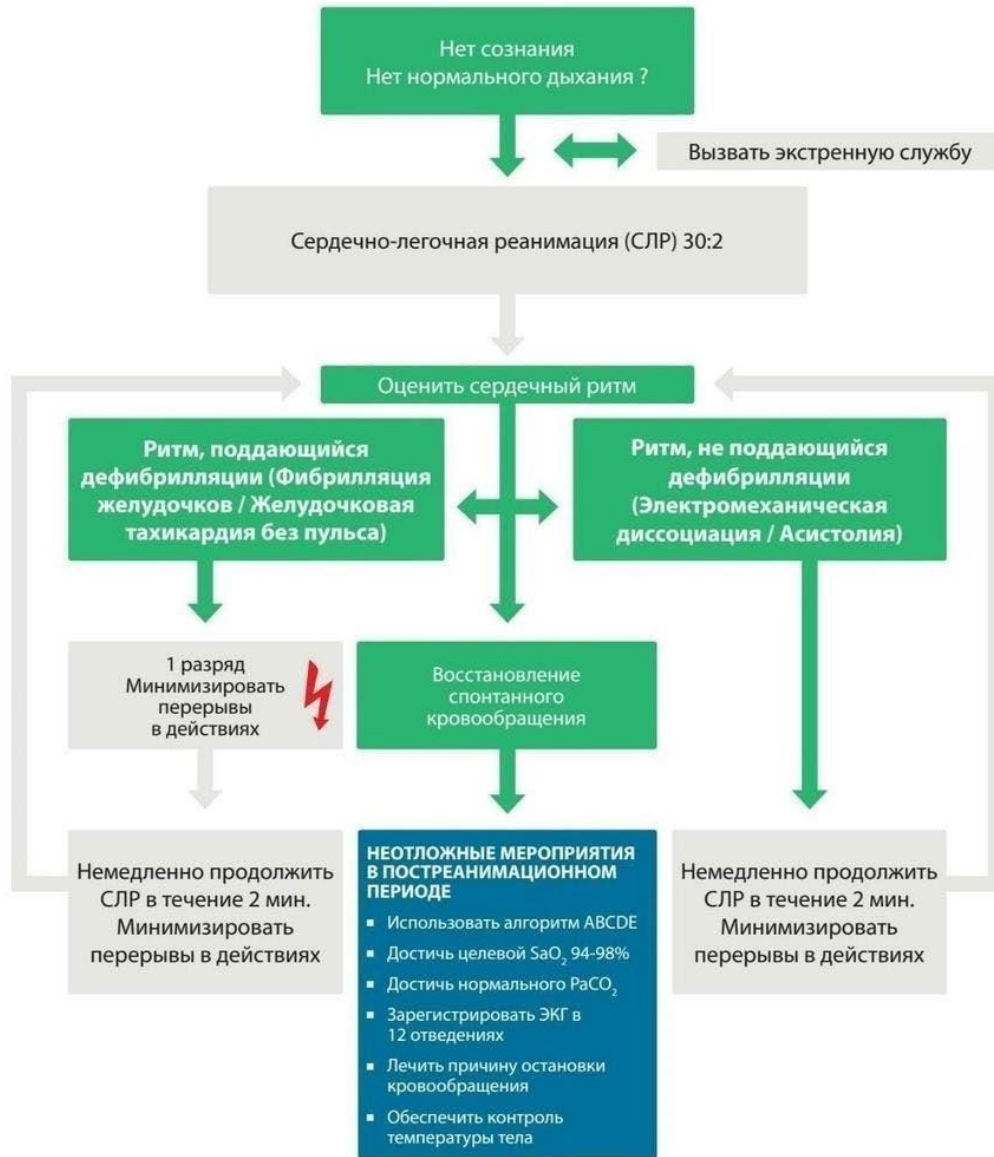 Нет сознания
Нет нормального дыхания ?
Вызвать экстренную службу
Сердечно-легочная реанимация (СЛР) 30:2
Оценить сердечный ритм
Ритм, поддающийся
дефибрилляции (Фибрилляция
желудочков / Желудочковая
тахикардия без пульса)
Ритм, не поддающийся
дефибрилляции
(Электромеханическая
диссоциация / Асистолия)
1 разряд
Минимизировать
перерывы
в действиях
Восстановление
спонтанного
кровообращения
Немедленно продолжить
СЛР в течение 2 мин.
Минимизировать
перерывы в действиях
НЕОТЛОЖНЫЕ МЕРОПРИЯТИЯ
В ПОСТРЕАНИМАЦИОННОМ
ПЕРИОДЕ
▪ Использовать алгоритм ABCDE
▪ Достичь целевой SaO₂ 94-98%
▪ Достичь нормального PaCO₂
▪ Зарегистрировать ЭКГ в
12 отведениях
▪ Лечить причину остановки
кровообращения
▪ Обеспечить контроль
температуры тела
Немедленно продолжить
СЛР в течение 2 мин.
Минимизировать
перерывы в действиях